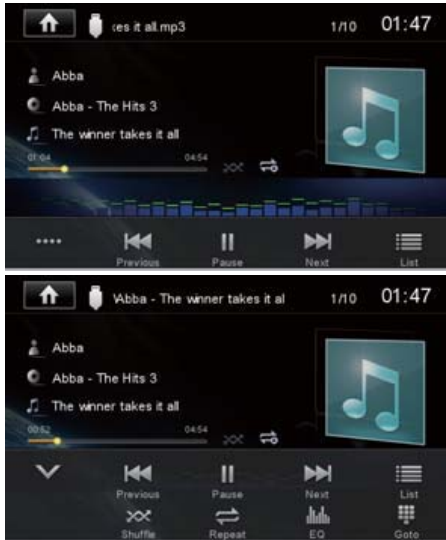 kes it all.mp3 1/10 01:47
Abba
Abba - The Hits 3
The winner takes it all
01:04 04:54
Previous Pause Next List
\Abba - The winner takes it al 1/10 01:47
Abba
Abba - The Hits 3
The winner takes it all
00:52 04:54
Previous Pause Next List
Shuffle Repeat EQ Goto